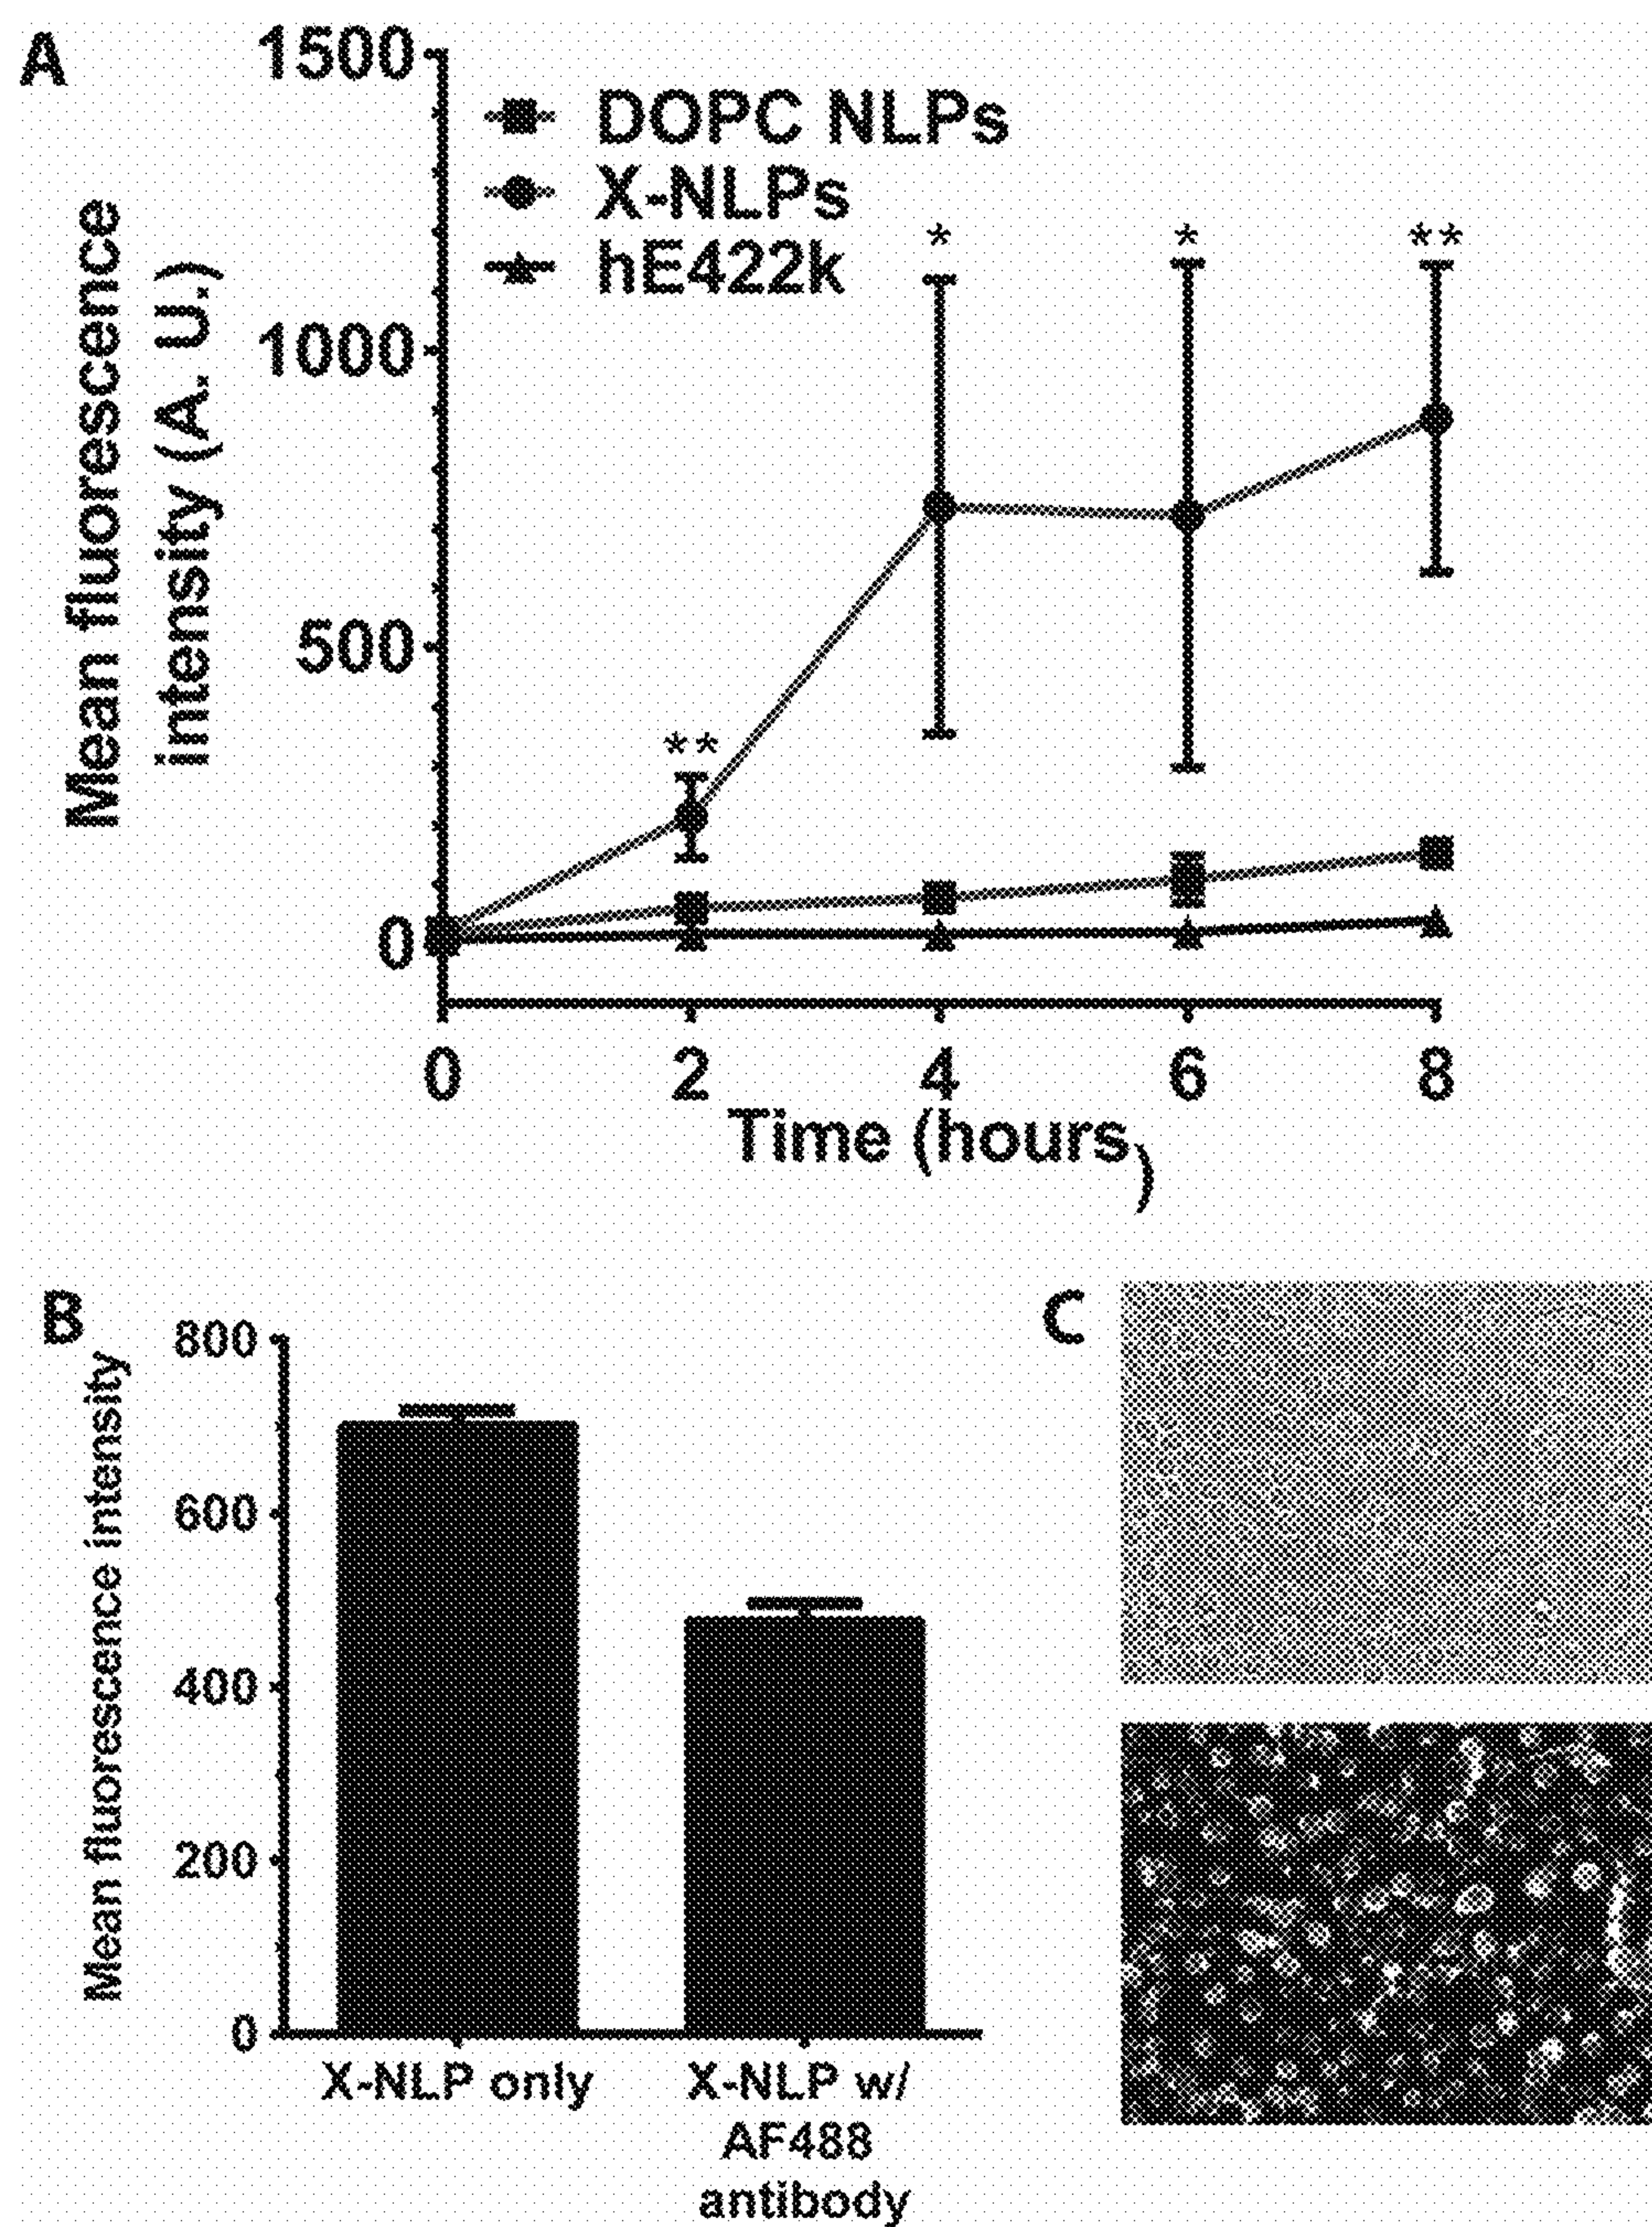 A
1500
DOPC NLPs
X-NLPs
hE422k
*
*
**
1000
500
**
0
Mean fluorescence
intensity (A. U.)
0 2 4 6 8
Time (hours)
B
800
600
400
200
0
Mean fluorescence intensity
X-NLP only
X-NLP w/
AF488
antibody
C